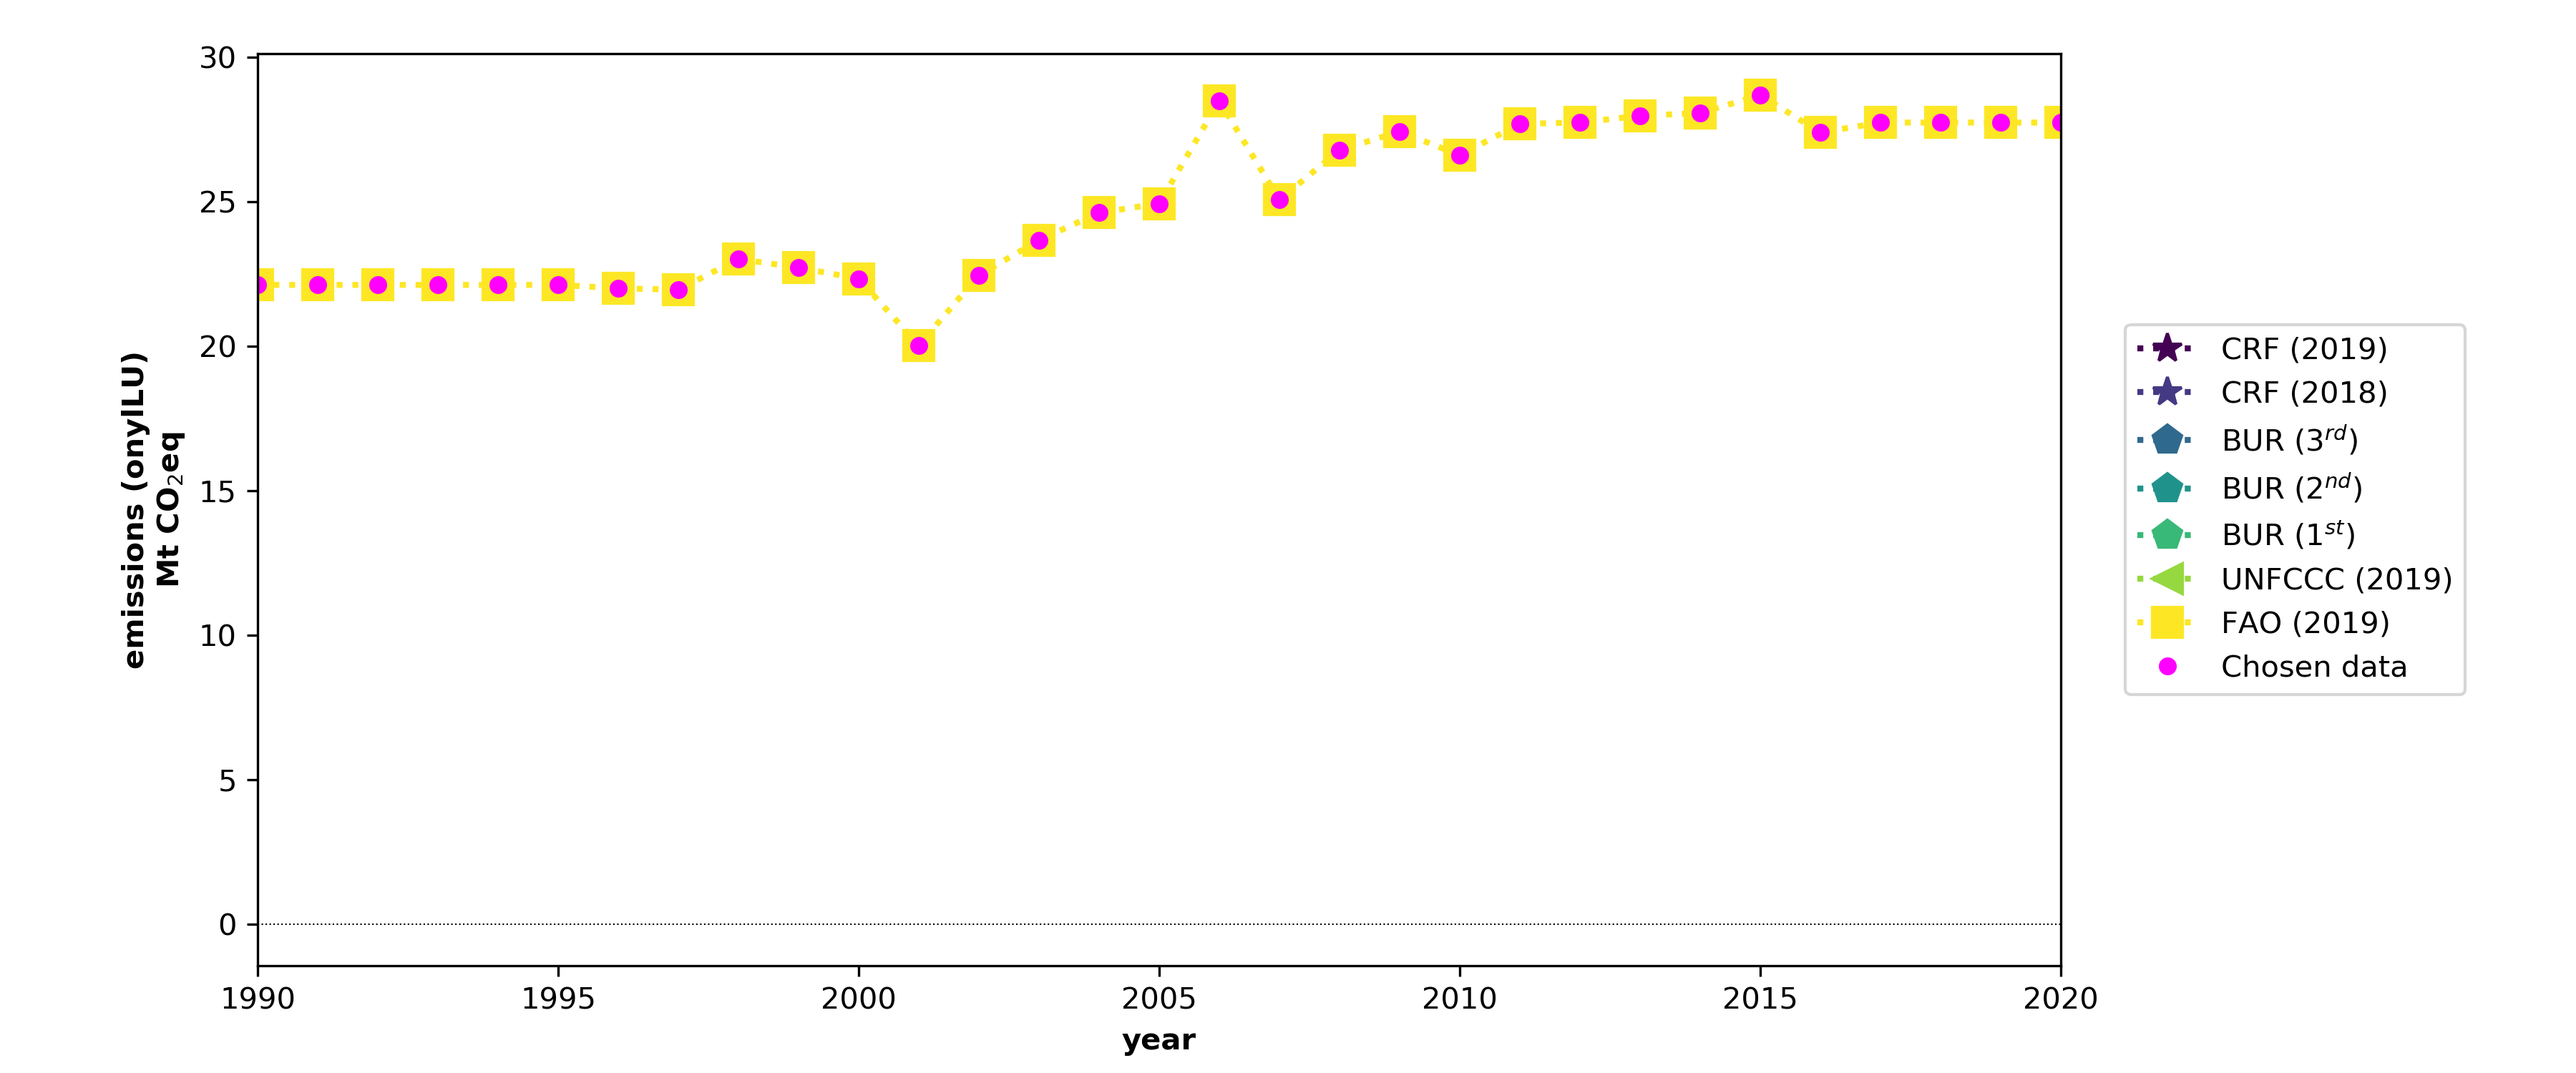 emissions (onylLU)
Mt CO₂eq
30
25
20
15
10
5
0
1990 1995 2000 2005 2010 2015 2020
year
CRF (2019)
CRF (2018)
BUR (3ʳᵈ)
BUR (2ⁿᵈ)
BUR (1ˢᵗ)
UNFCCC (2019)
FAO (2019)
Chosen data